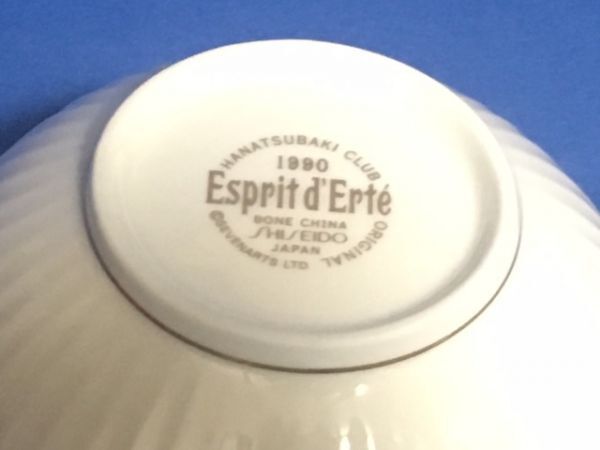 HANATSUBAKI CLUB ORIGINAL
1990
Esprit d'Erté
BONE CHINA
SHISEIDO
JAPAN
©SEVENARTS LTD.